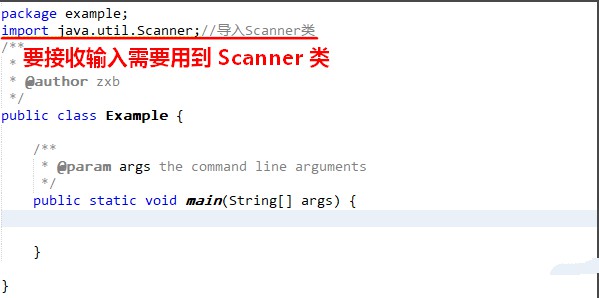 package example;
import java.util.Scanner;//导入Scanner类
/**
要接收输入需要用到 Scanner 类
*
* @author zxb
*/
public class Example {
/**
* @param args the command line arguments
*/
public static void main(String[] args) {
}
}